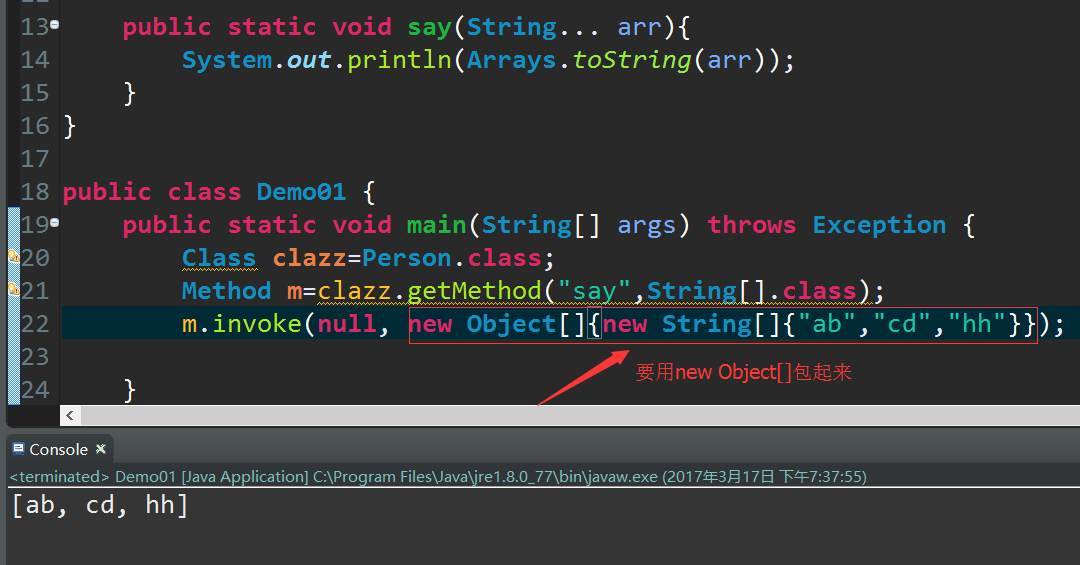 13 public static void say(String... arr){
14 System.out.println(Arrays.toString(arr));
15 }
16 }
17
18 public class Demo01 {
19 public static void main(String[] args) throws Exception {
20 Class clazz=Person.class;
21 Method m=clazz.getMethod("say",String[].class);
22 m.invoke(null, new Object[]{new String[]{"ab","cd","hh"}});
23
要用new Object[]包起来
24 }
Console
<terminated> Demo01 [Java Application] C:\Program Files\Java\jre1.8.0_77\bin\javaw.exe (2017年3月17日 下午7:37:55)
[ab, cd, hh]